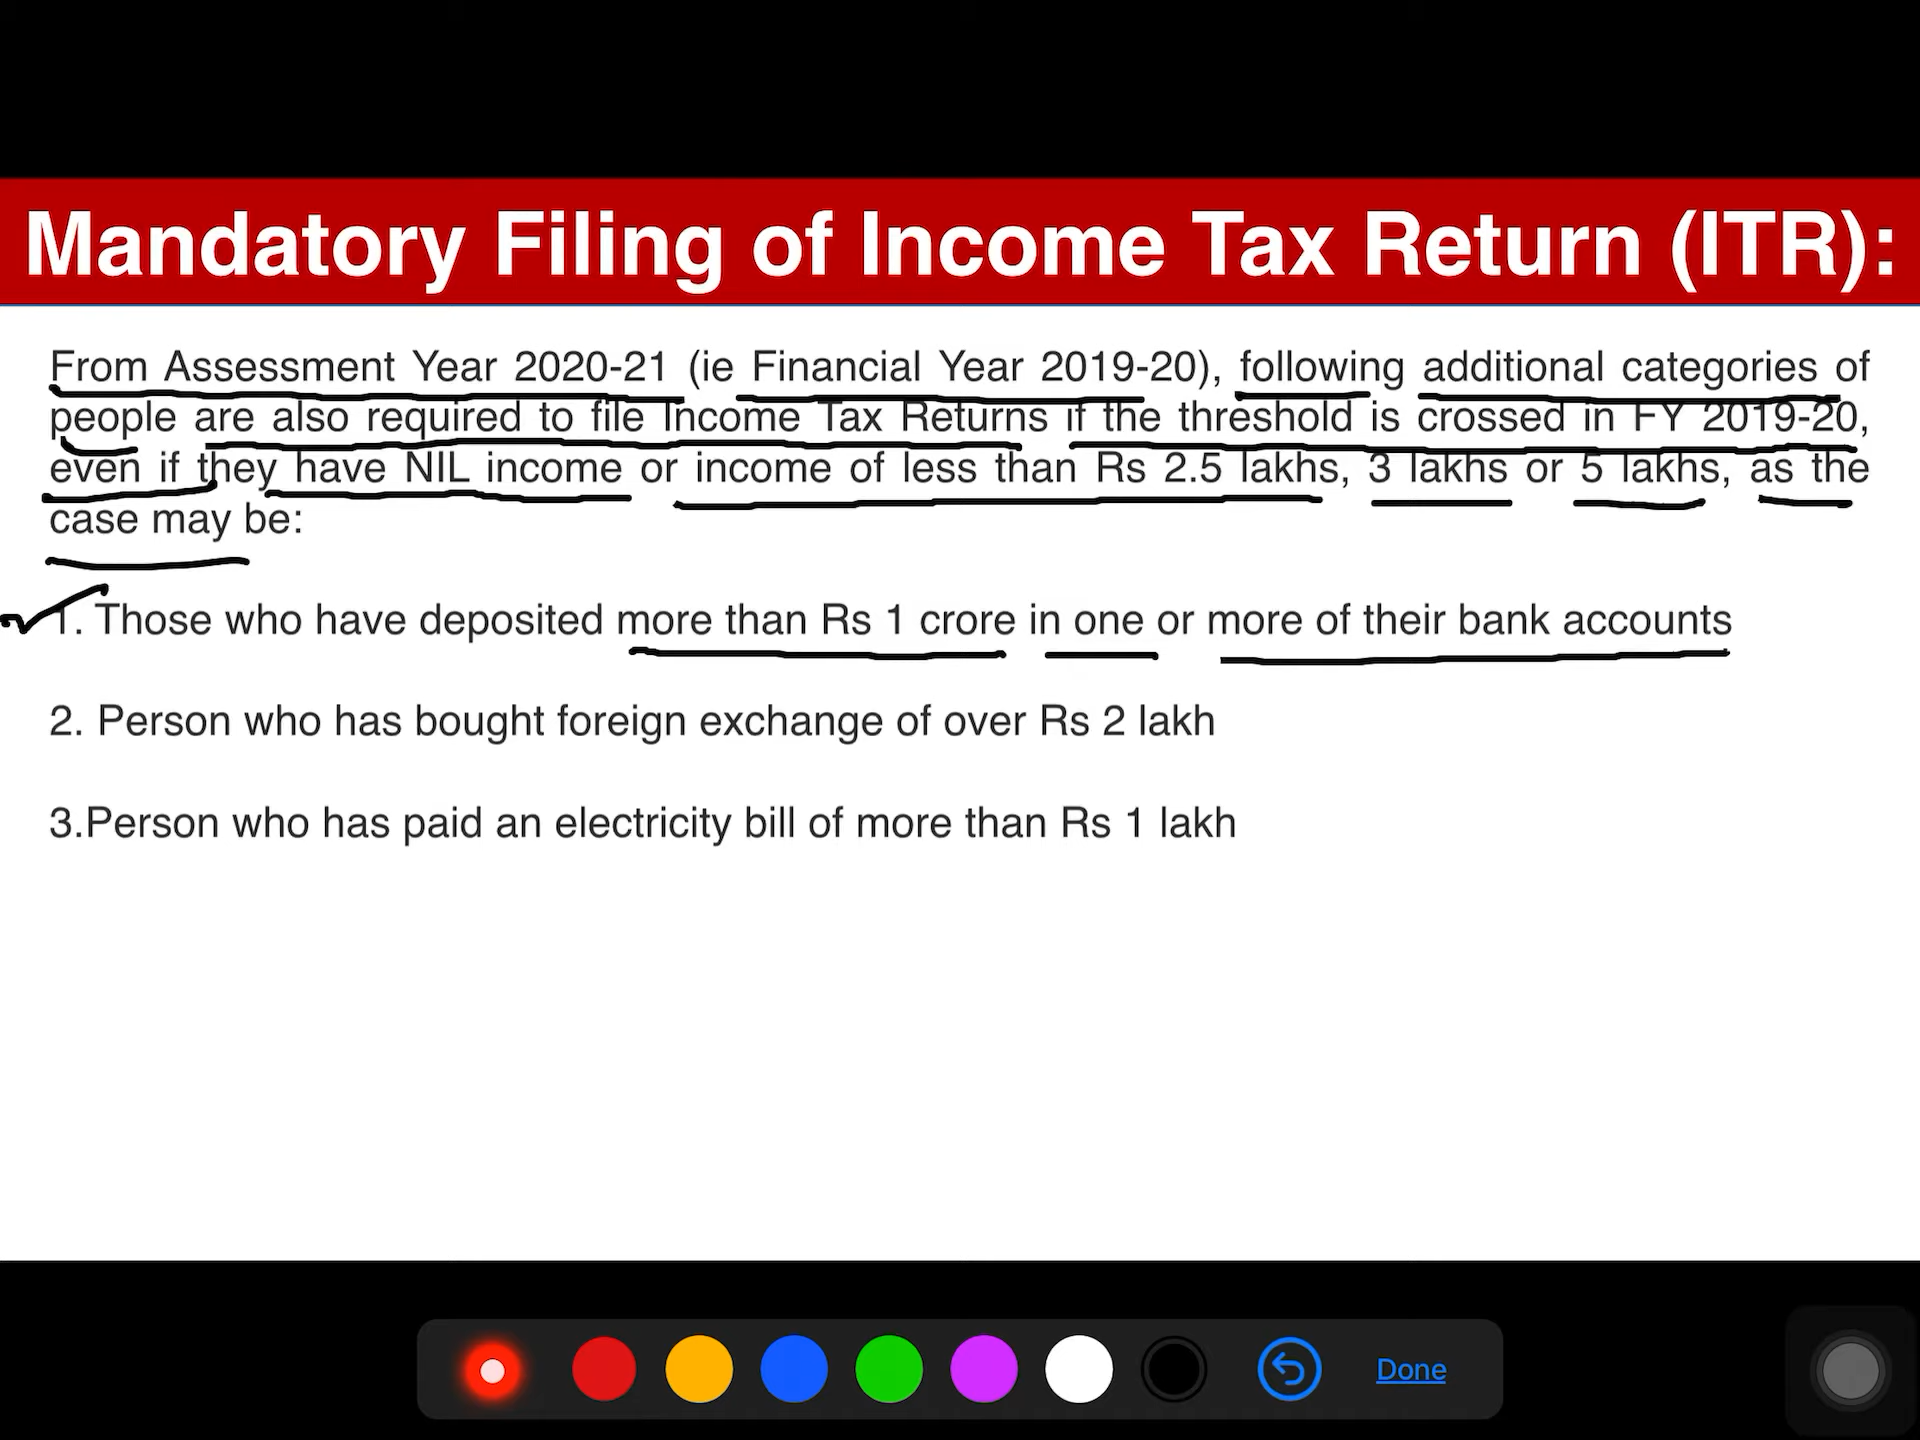 Mandatory Filing of Income Tax Return (ITR):
From Assessment Year 2020-21 (ie Financial Year 2019-20), following additional categories of
people are also required to file Income Tax Returns if the threshold is crossed in FY 2019-20,
even if they have NIL income or income of less than Rs 2.5 lakhs, 3 lakhs or 5 lakhs, as the
case may be:
1. Those who have deposited more than Rs 1 crore in one or more of their bank accounts
2. Person who has bought foreign exchange of over Rs 2 lakh
3.Person who has paid an electricity bill of more than Rs 1 lakh
Done